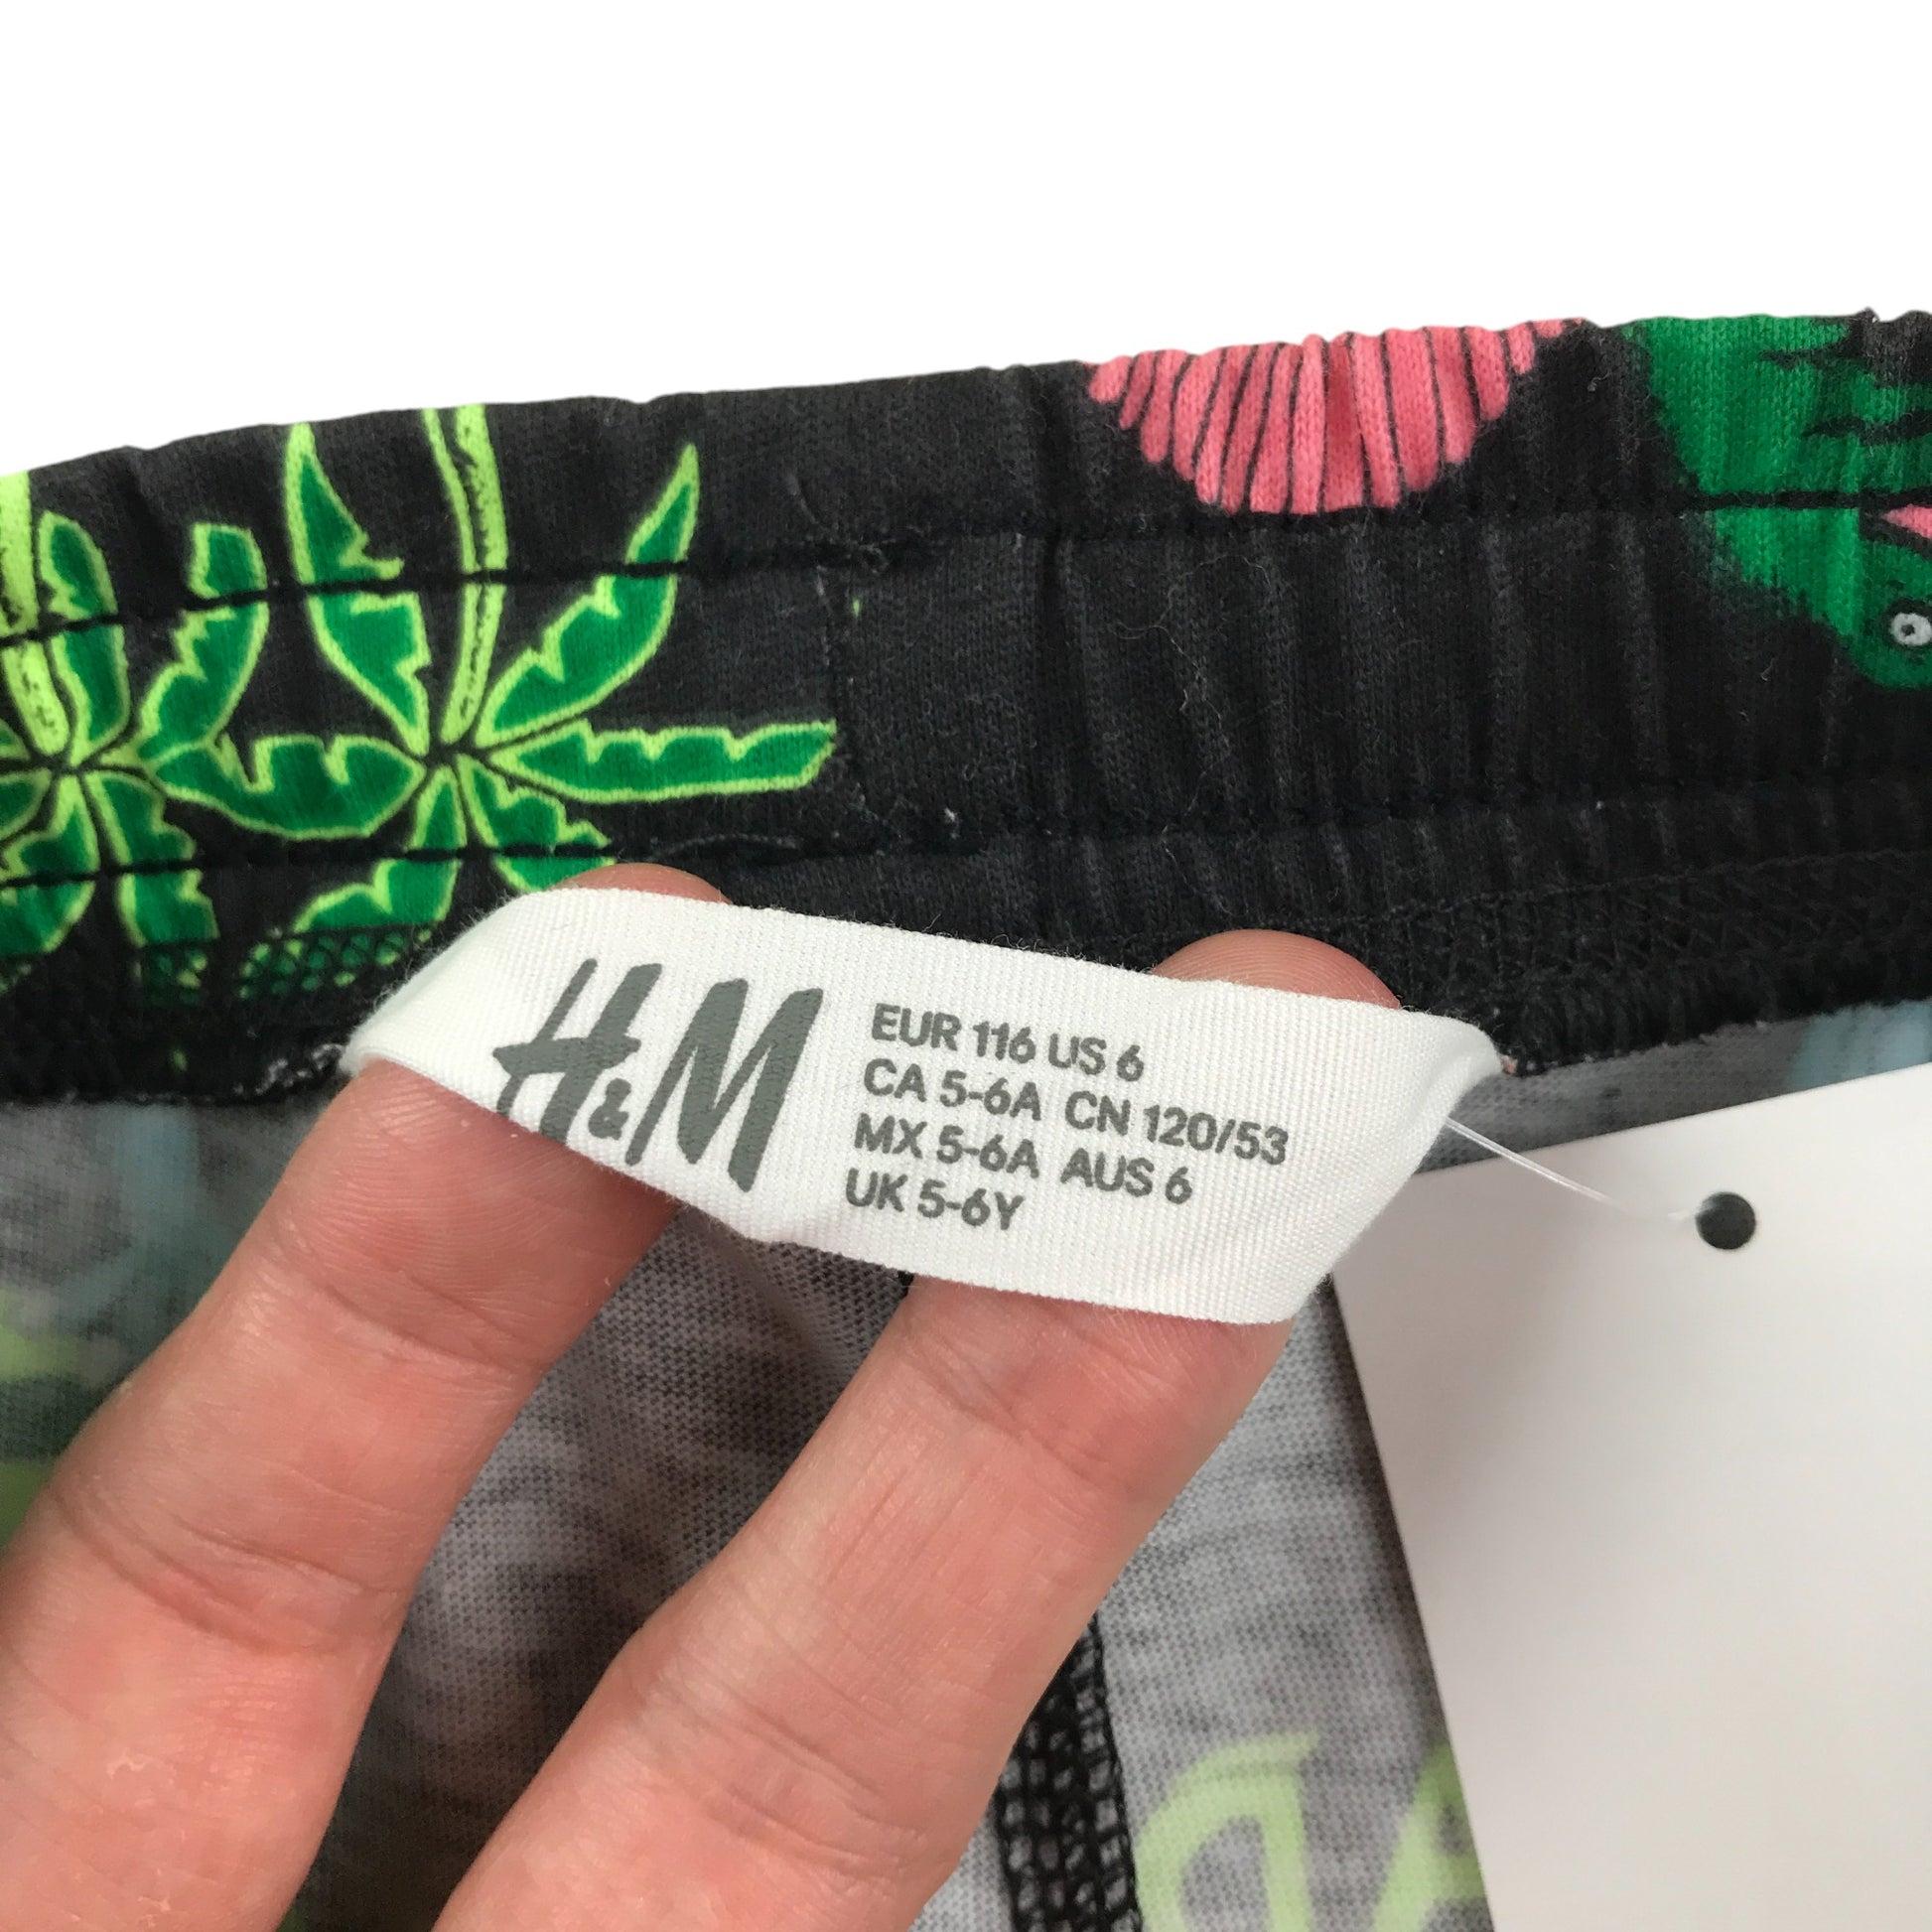 H&M
EUR 116 US 6
CA 5-6A CN 120/53
MX 5-6A AUS 6
UK 5-6Y